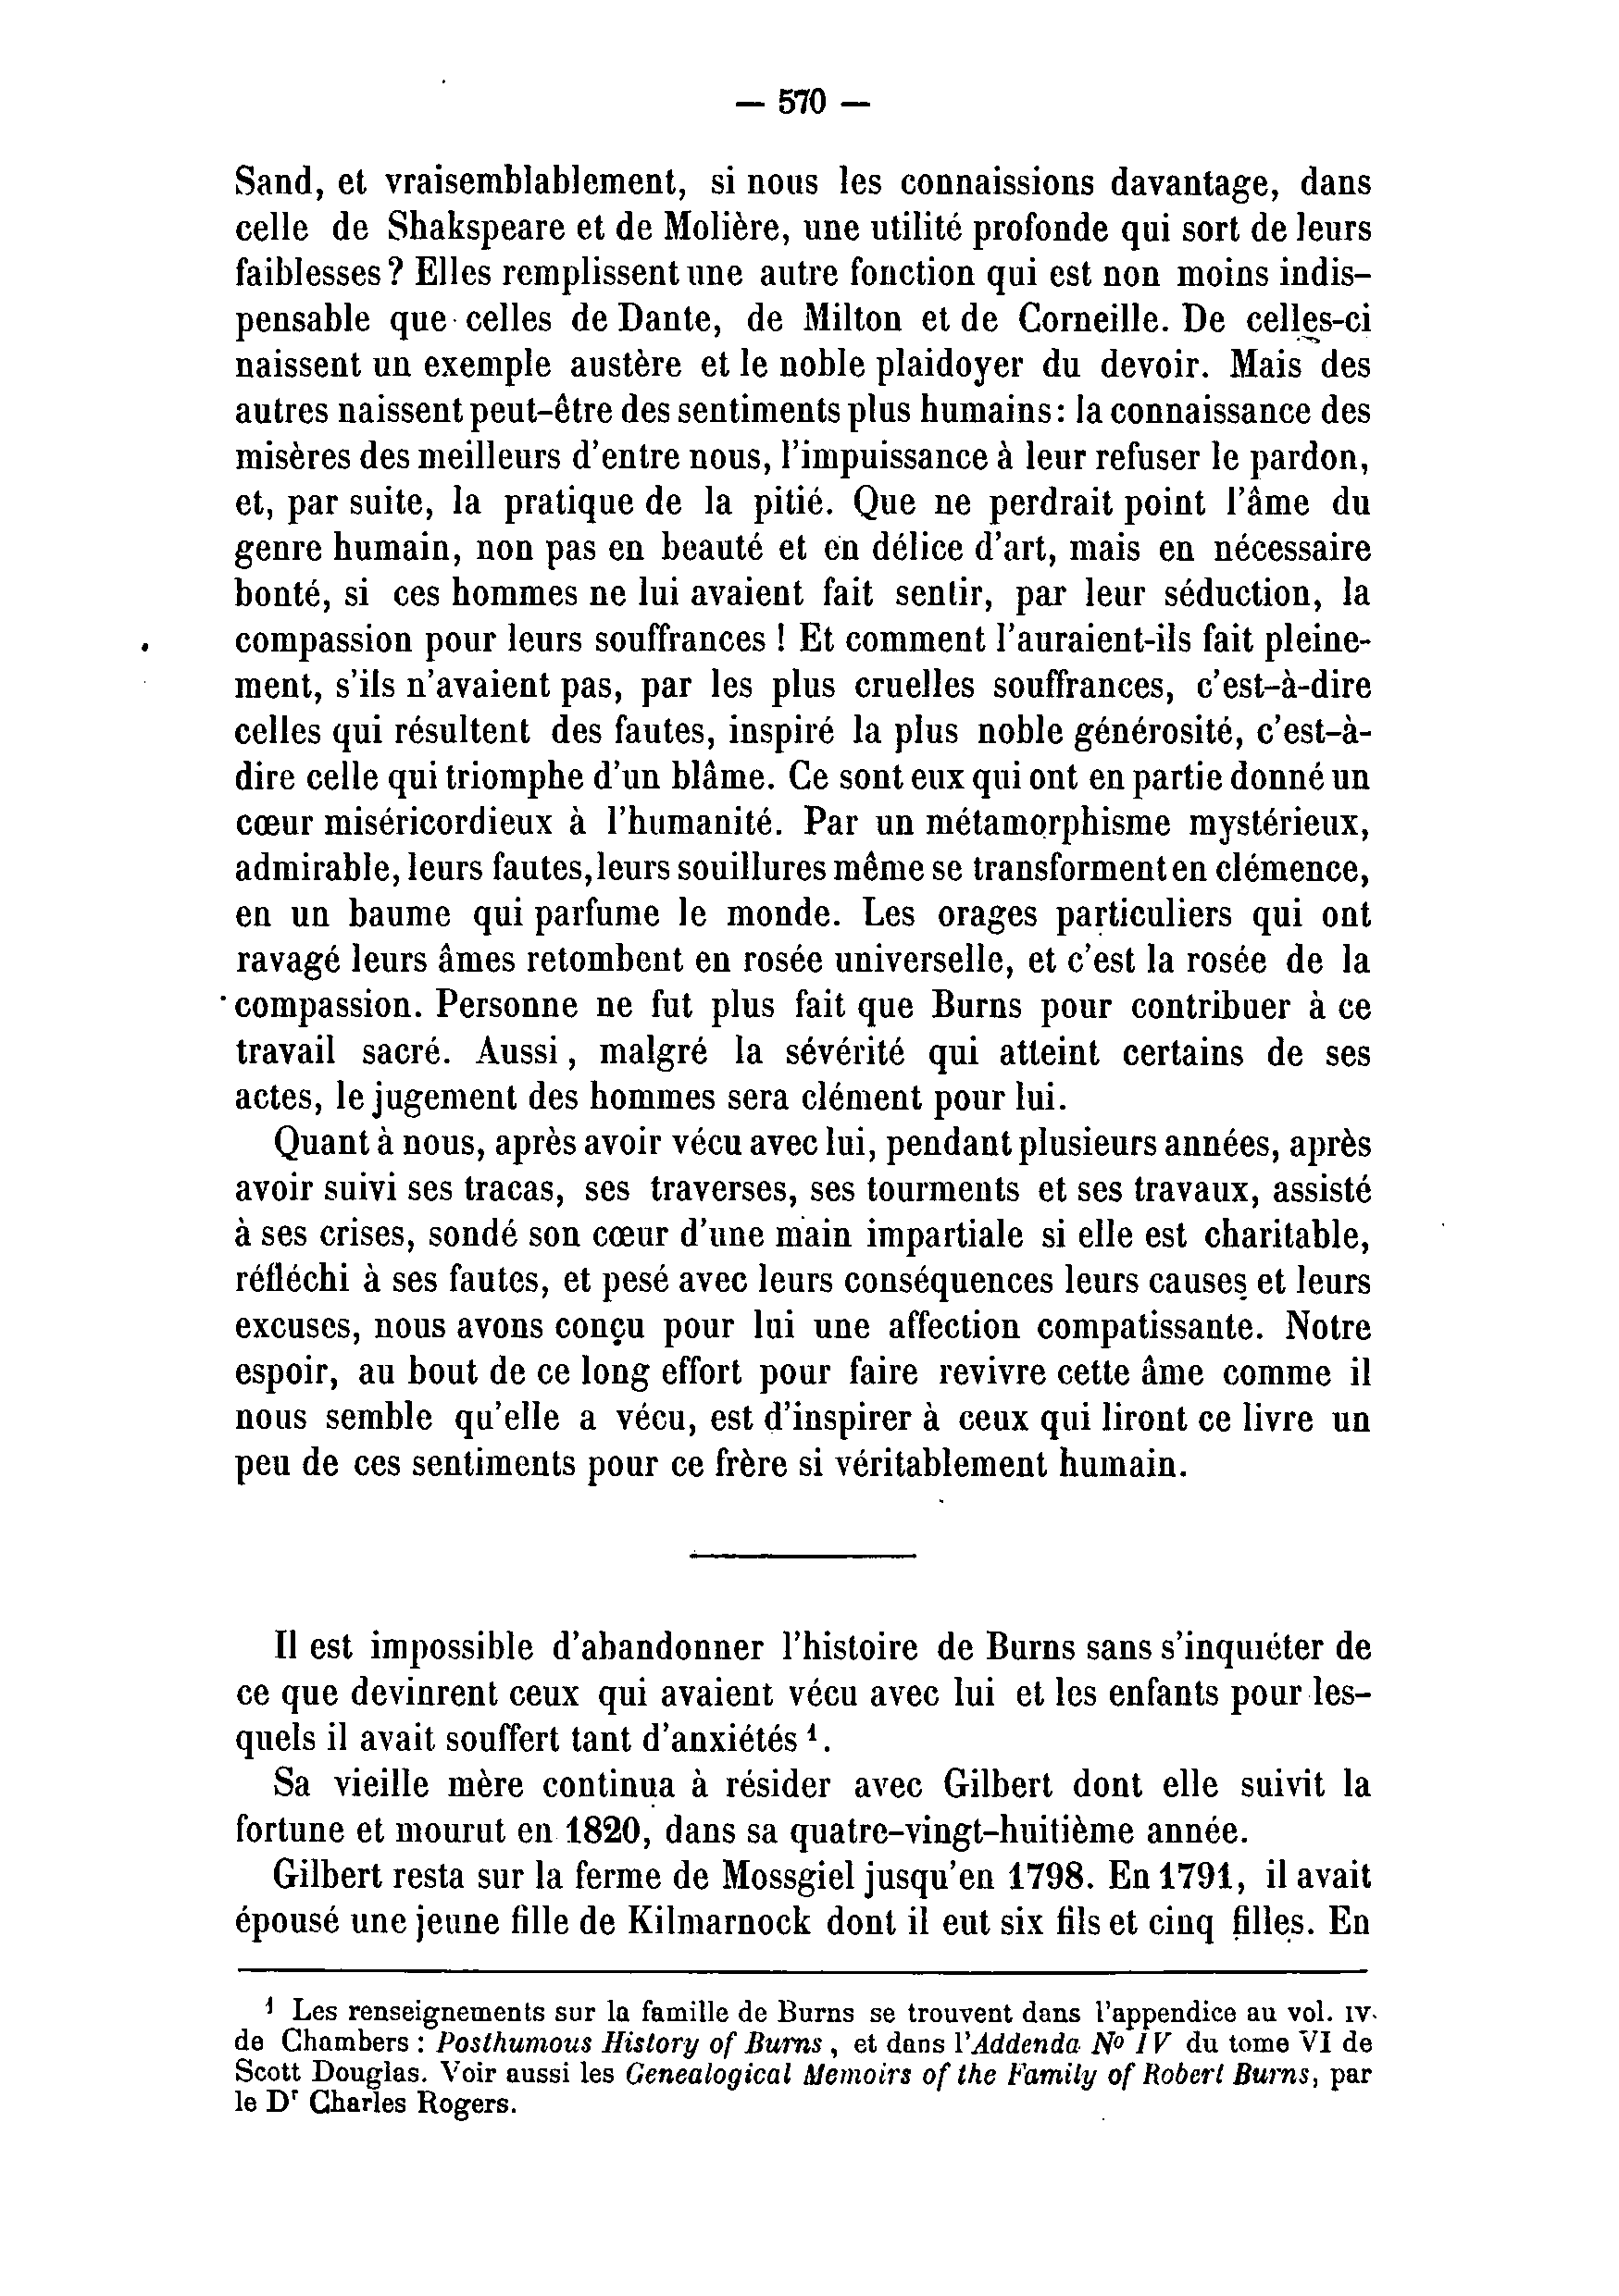 — 570 —
Sand, et vraisemblablement, si nous les connaissions davantage, dans
celle de Shakspeare et de Molière, une utilité profonde qui sort de leurs
faiblesses ? Elles remplissent une autre fonction qui est non moins indis-
pensable que celles de Dante, de Milton et de Corneille. De celles-ci
naissent un exemple austère et le noble plaidoyer du devoir. Mais des
autres naissent peut-être des sentiments plus humains : la connaissance des
misères des meilleurs d'entre nous, l'impuissance à leur refuser le pardon,
et, par suite, la pratique de la pitié. Que ne perdrait point l'âme du
genre humain, non pas en beauté et en délice d'art, mais en nécessaire
bonté, si ces hommes ne lui avaient fait sentir, par leur séduction, la
compassion pour leurs souffrances ! Et comment l'auraient-ils fait pleine-
ment, s'ils n'avaient pas, par les plus cruelles souffrances, c'est-à-dire
celles qui résultent des fautes, inspiré la plus noble générosité, c'est-à-
dire celle qui triomphe d'un blâme. Ce sont eux qui ont en partie donné un
cœur miséricordieux à l'humanité. Par un métamorphisme mystérieux,
admirable, leurs fautes, leurs souillures même se transforment en clémence,
en un baume qui parfume le monde. Les orages particuliers qui ont
ravagé leurs âmes retombent en rosée universelle, et c'est la rosée de la
compassion. Personne ne fut plus fait que Burns pour contribuer à ce
travail sacré. Aussi, malgré la sévérité qui atteint certains de ses
actes, le jugement des hommes sera clément pour lui.
Quant à nous, après avoir vécu avec lui, pendant plusieurs années, après
avoir suivi ses tracas, ses traverses, ses tourments et ses travaux, assisté
à ses crises, sondé son cœur d'une main impartiale si elle est charitable,
réfléchi à ses fautes, et pesé avec leurs conséquences leurs causes et leurs
excuses, nous avons conçu pour lui une affection compatissante. Notre
espoir, au bout de ce long effort pour faire revivre cette âme comme il
nous semble qu'elle a vécu, est d'inspirer à ceux qui liront ce livre un
peu de ces sentiments pour ce frère si véritablement humain.
Il est impossible d'abandonner l'histoire de Burns sans s'inquiéter de
ce que devinrent ceux qui avaient vécu avec lui et les enfants pour les-
quels il avait souffert tant d'anxiétés ¹.
Sa vieille mère continua à résider avec Gilbert dont elle suivit la
fortune et mourut en 1820, dans sa quatre-vingt-huitième année.
Gilbert resta sur la ferme de Mossgiel jusqu'en 1798. En 1791, il avait
épousé une jeune fille de Kilmarnock dont il eut six fils et cinq filles. En
¹ Les renseignements sur la famille de Burns se trouvent dans l'appendice au vol. IV.
de Chambers : Posthumous History of Burns, et dans l'Addenda Nº IV du tome VI de
Scott Douglas. Voir aussi les Genealogical Memoirs of the Family of Robert Burns, par
le Dr Charles Rogers.